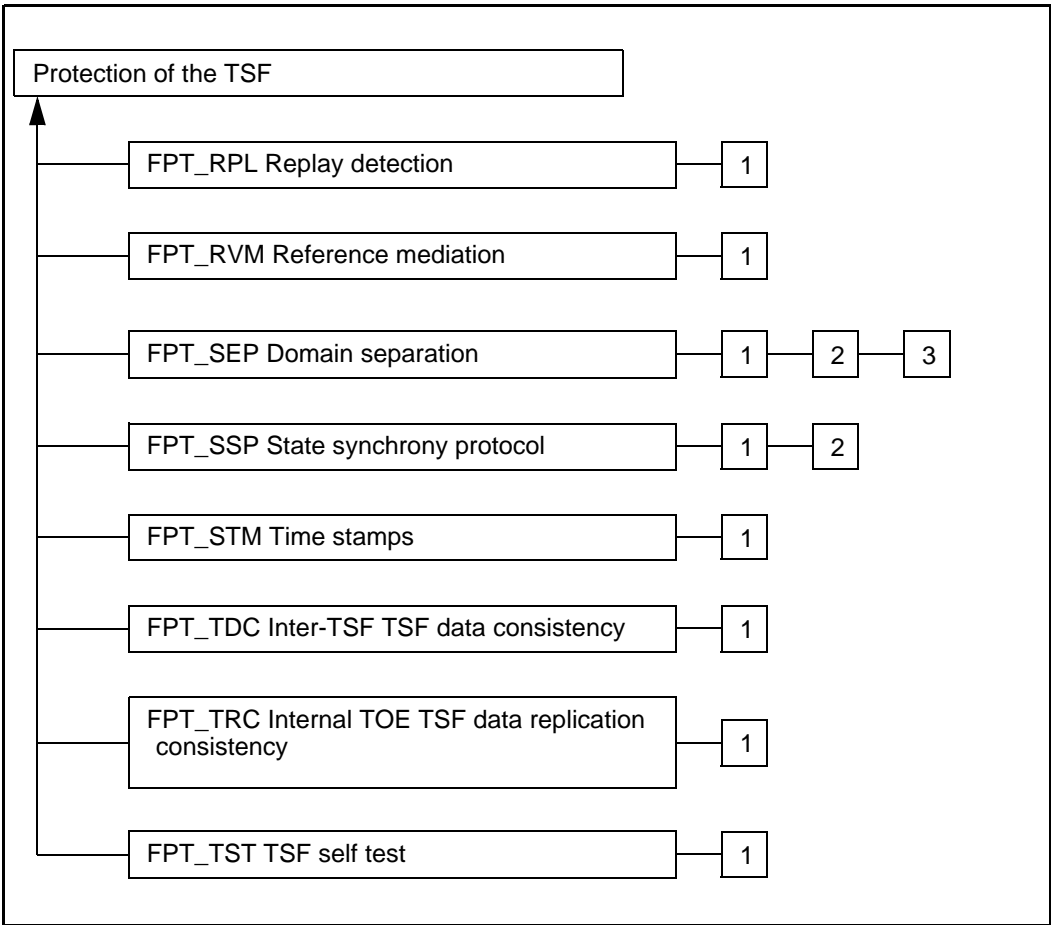 Protection of the TSF
FPT_RPL Replay detection 1
FPT_RVM Reference mediation 1
FPT_SEP Domain separation 1 2 3
FPT_SSP State synchrony protocol 1 2
FPT_STM Time stamps 1
FPT_TDC Inter-TSF TSF data consistency 1
FPT_TRC Internal TOE TSF data replication
consistency 1
FPT_TST TSF self test 1